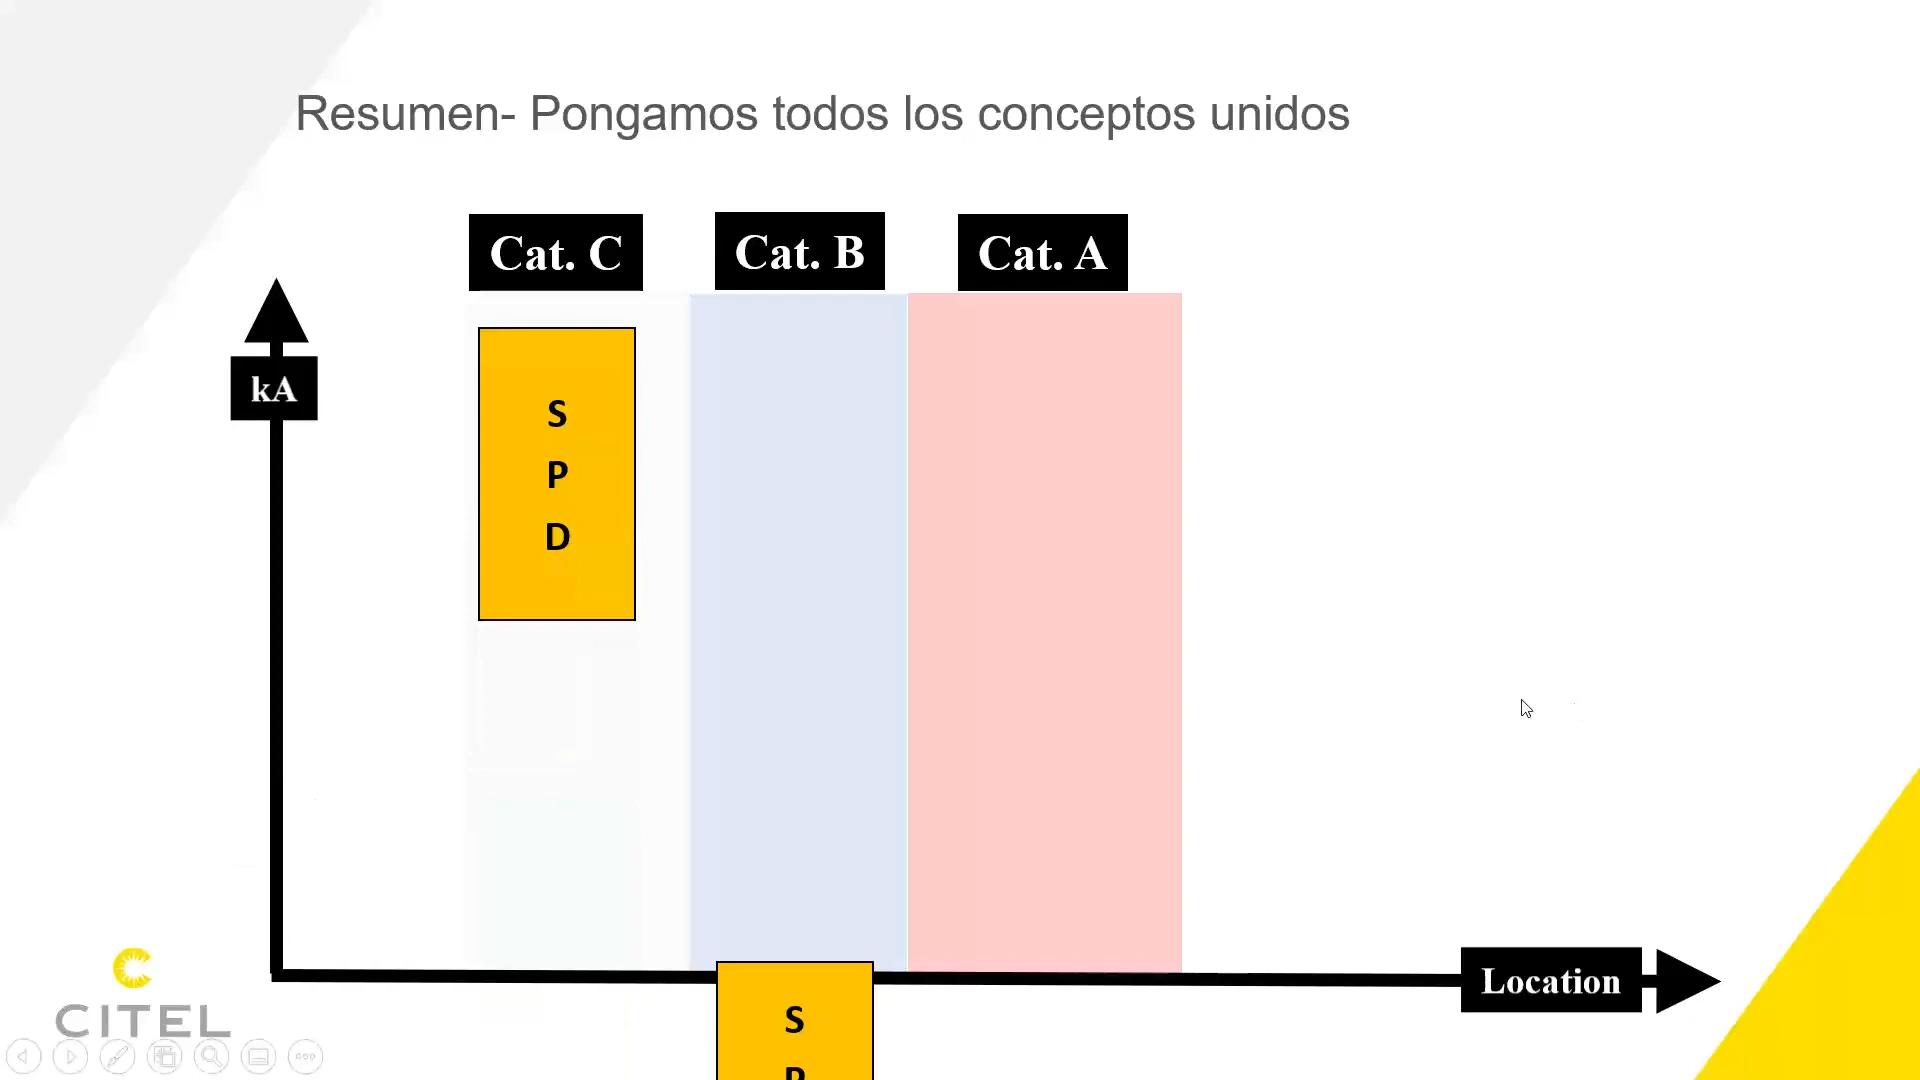 Resumen- Pongamos todos los conceptos unidos
Cat. C
Cat. B
Cat. A
kA
S
P
D
Location
CITEL
S
P